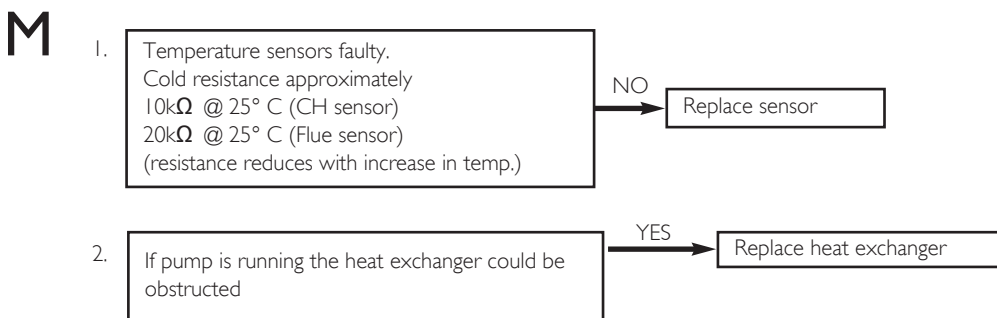 M
1.
Temperature sensors faulty.
Cold resistance approximately
10kΩ @ 25° C (CH sensor)
20kΩ @ 25° C (Flue sensor)
(resistance reduces with increase in temp.)
NO
Replace sensor
2.
If pump is running the heat exchanger could be
obstructed
YES
Replace heat exchanger